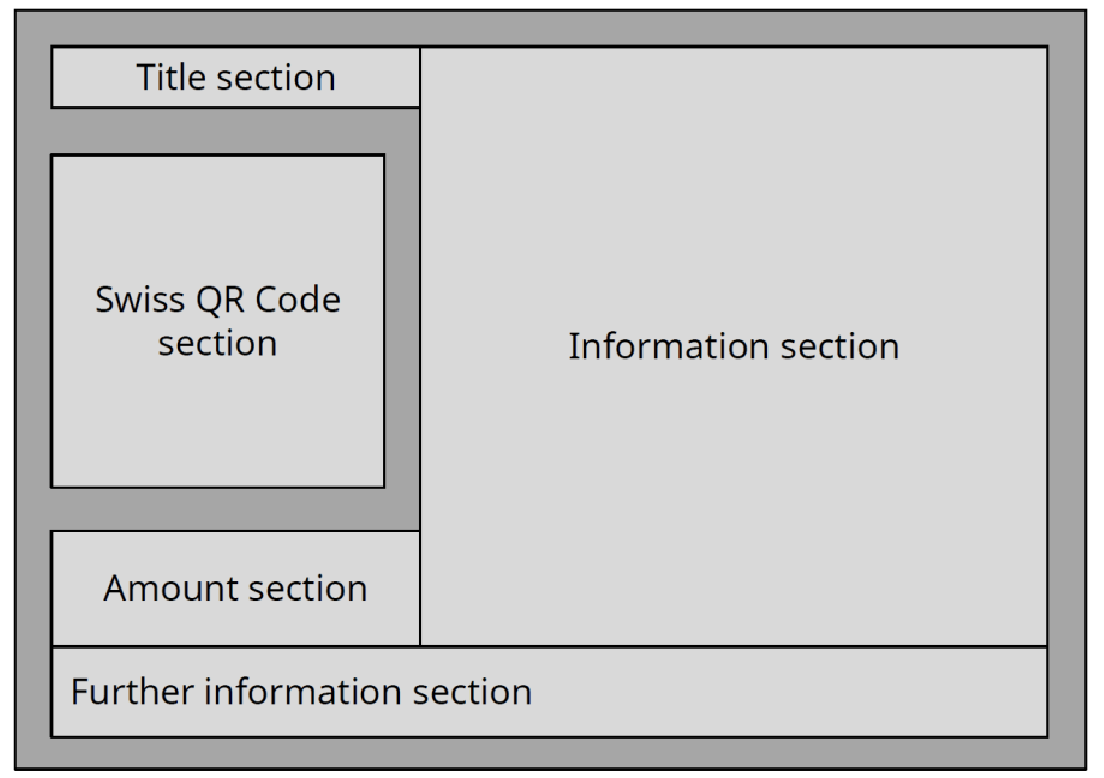 Title section
Swiss QR Code
section
Information section
Amount section
Further information section